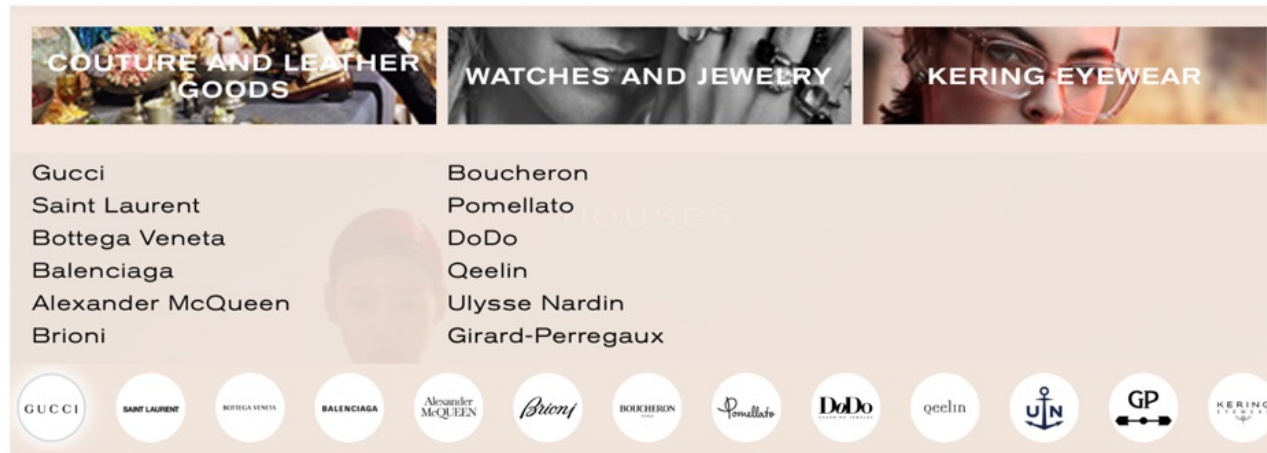 COUTURE AND LEATHER
GOODS
WATCHES AND JEWELRY
KERING EYEWEAR
Gucci
Saint Laurent
Bottega Veneta
Balenciaga
Alexander McQueen
Brioni
HOUSES
Boucheron
Pomellato
DoDo
Qeelin
Ulysse Nardin
Girard-Perregaux
GUCCI
SAINT LAURENT
BOTTEGA VENETA
BALENCIAGA
Alexander
McQUEEN
Brioni
BOUCHERON
Pomellato
DoDo
qeelin
UN
GP
KERING
EYEWEAR